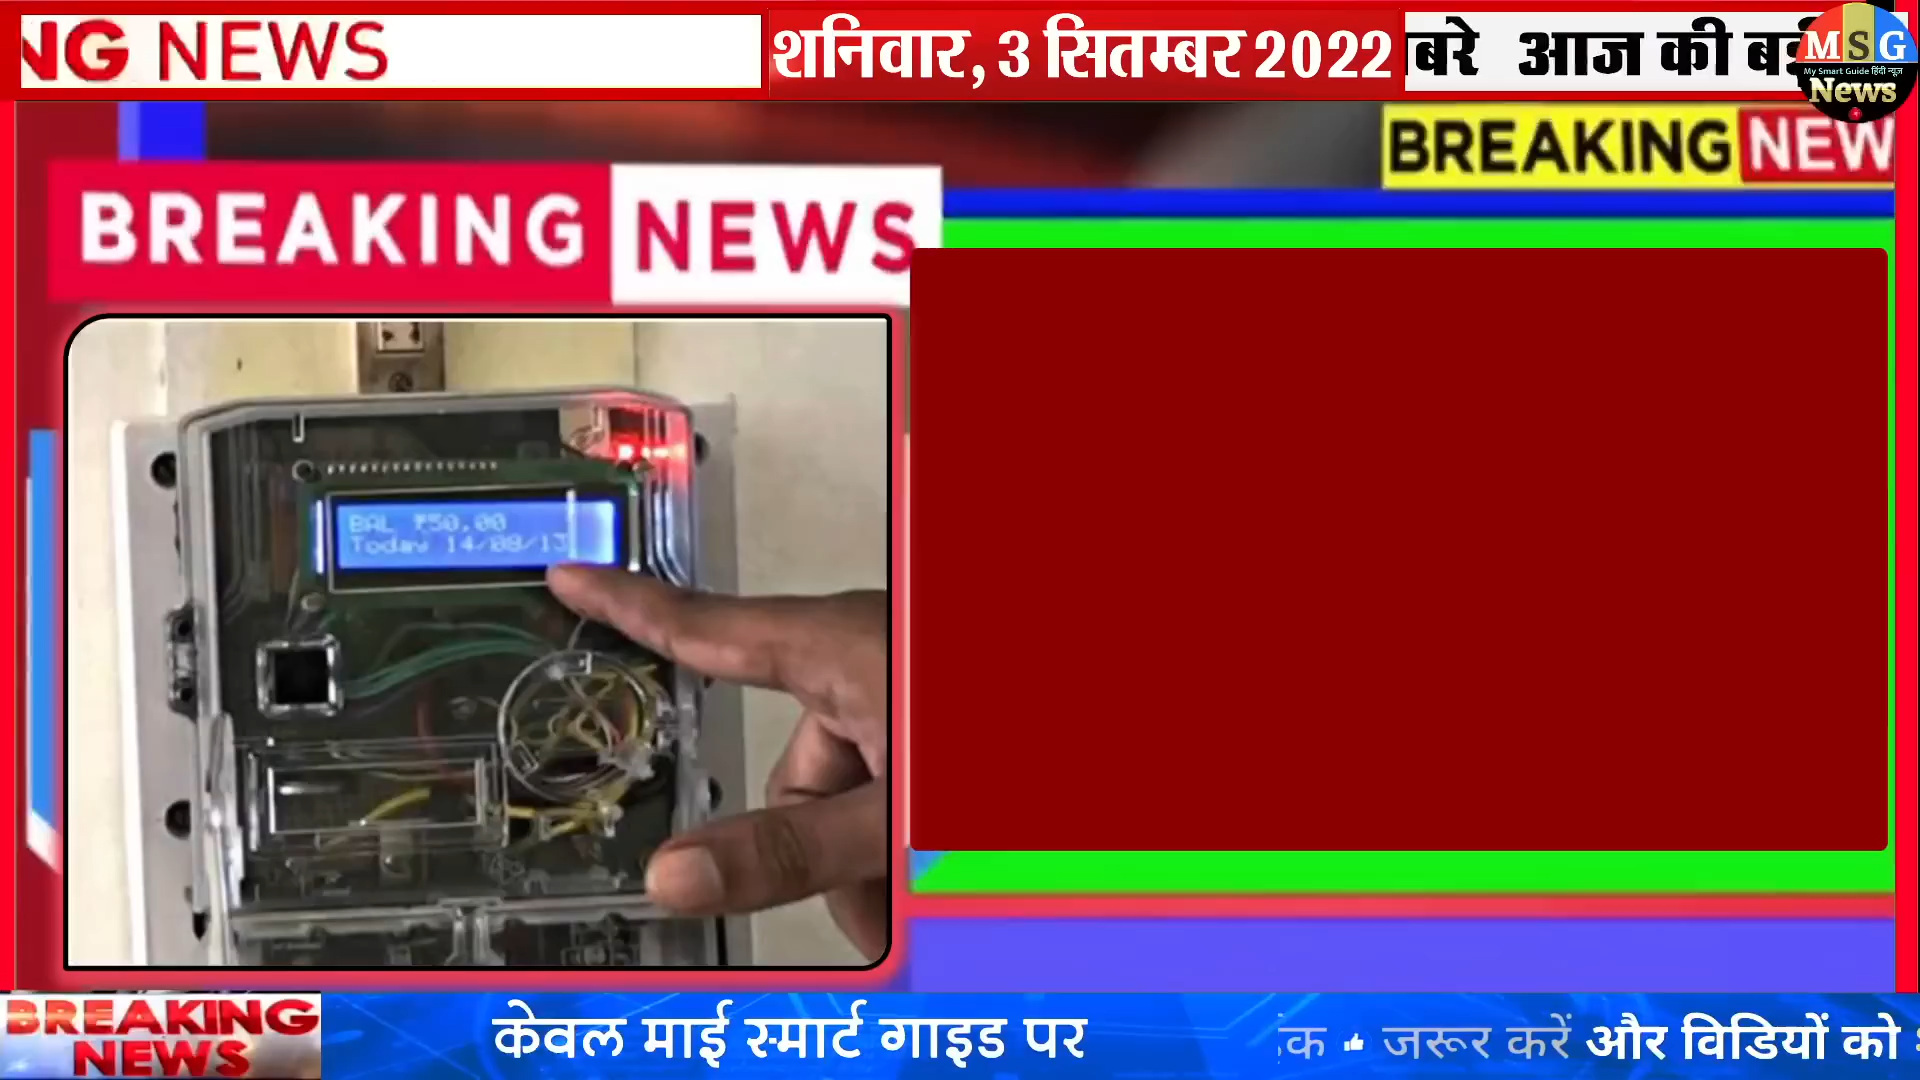 NG NEWS
शनिवार, 3 सितम्बर 2022
बरे आज की
MSG
My Smart Guide हिंदी न्यूज़
News
BREAKING NEW
BREAKING NEWS
BAL ₹50.00
Today 14/08/13
BREAKING
NEWS
केवल माई स्मार्ट गाइड पर
क 👍 जरूर करें और विडियों को